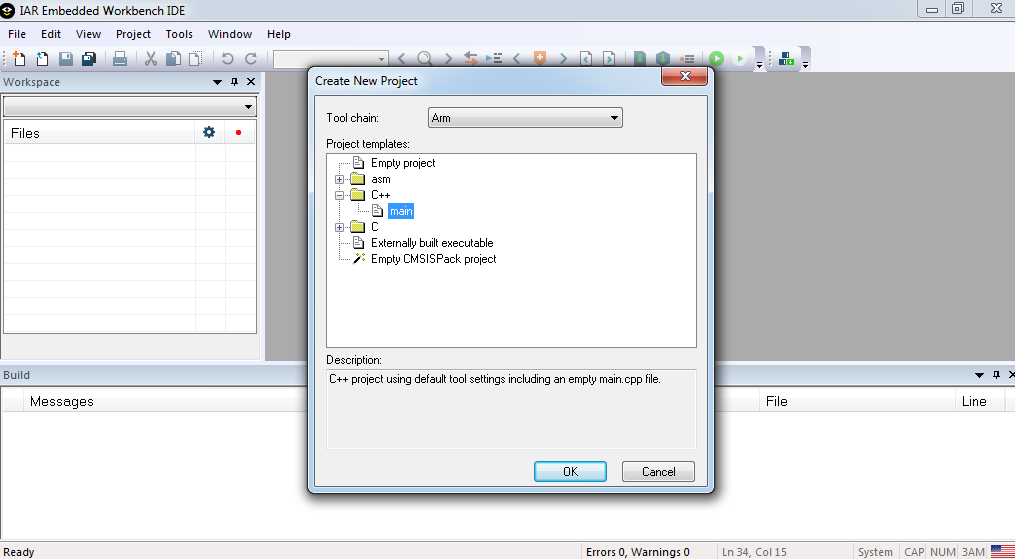 IAR Embedded Workbench IDE
File Edit View Project Tools Window Help
Workspace
Create New Project
Files
Tool chain: Arm
Project templates:
Empty project
asm
C++
main
C
Externally built executable
Empty CMSISPack project
Description:
C++ project using default tool settings including an empty main.cpp file.
Build
Messages File Line
OK Cancel
Ready Errors 0, Warnings 0 Ln 34, Col 15 System CAP NUM 3AM